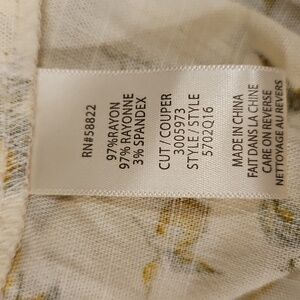 RN#58822
97%RAYON
97% RAYONNE
3% SPANDEX
CUT / COUPER
3005973
STYLE / STYLE
5702Q16
MADE IN CHINA
FAIT DANS LA CHINE
CARE ON REVERSE
NETTOYAGE AU REVERS